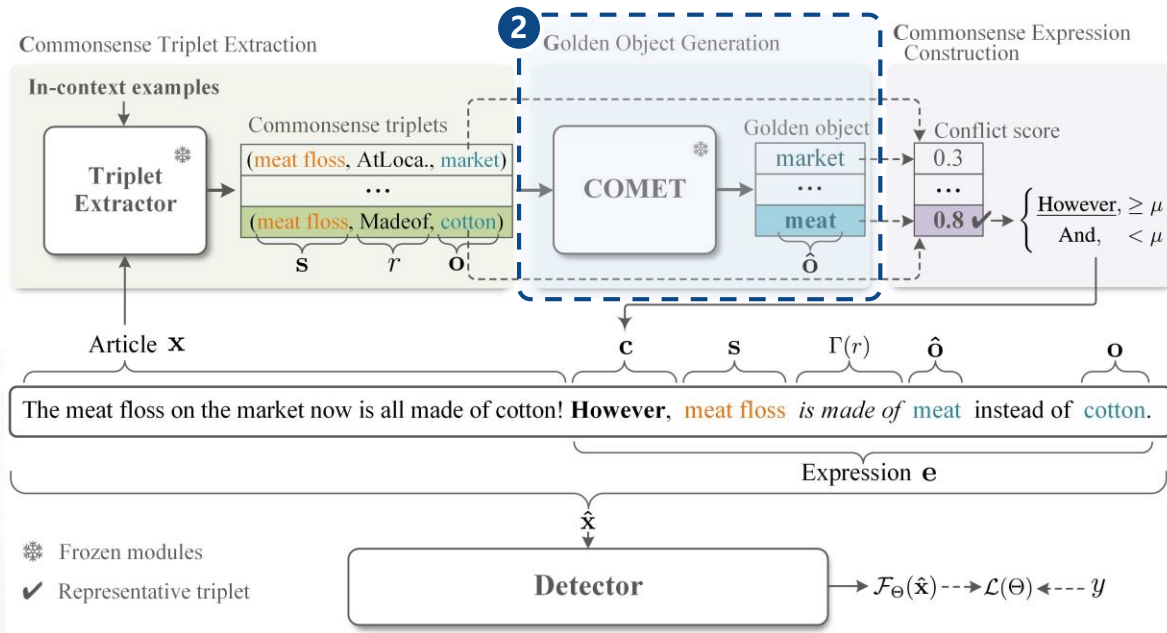 2
Commonsense Triplet Extraction
Golden Object Generation
Commonsense Expression
Construction
In-context examples
Triplet
Extractor
Commonsense triplets
(meat floss, AtLoca., market)
...
(meat floss, Madeof, cotton)
s r o
COMET
Golden object
market
...
meat
ô
Conflict score
0.3
...
0.8 ✔
However, ≥ μ
And, < μ
Article x
c s Γ(r) ô o
The meat floss on the market now is all made of cotton! However, meat floss is made of meat instead of cotton.
Expression e
x̂
Frozen modules
✔ Representative triplet
Detector
ℱ_Θ(x̂) ℒ(Θ) y